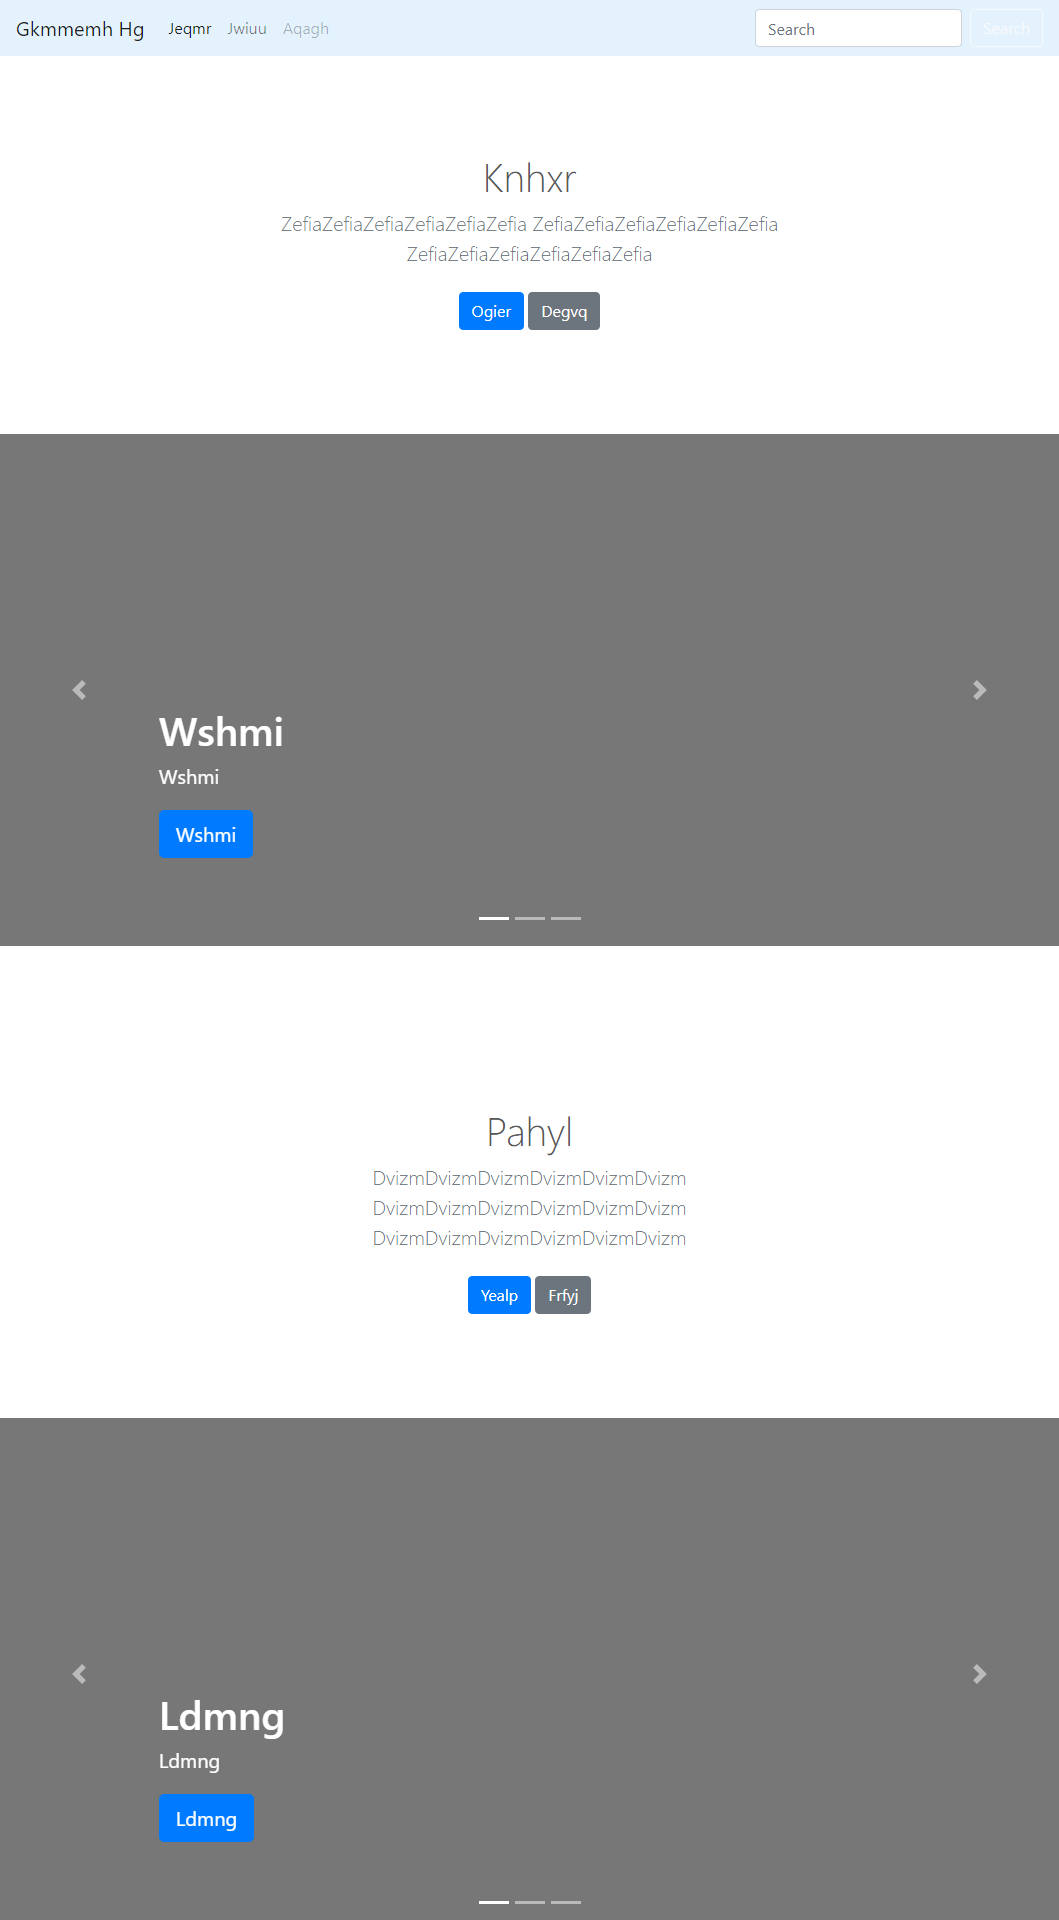 Gkmmemh Hg Jeqmr Jwiuu Aqagh Search Search
Knhxr
ZefiaZefiaZefiaZefiaZefiaZefia ZefiaZefiaZefiaZefiaZefiaZefia
ZefiaZefiaZefiaZefiaZefiaZefia
Ogier Degvq
Wshmi
Wshmi
Wshmi
Pahyl
DvizmDvizmDvizmDvizmDvizmDvizm
DvizmDvizmDvizmDvizmDvizmDvizm
DvizmDvizmDvizmDvizmDvizmDvizm
Yealp Frfyj
Ldmng
Ldmng
Ldmng